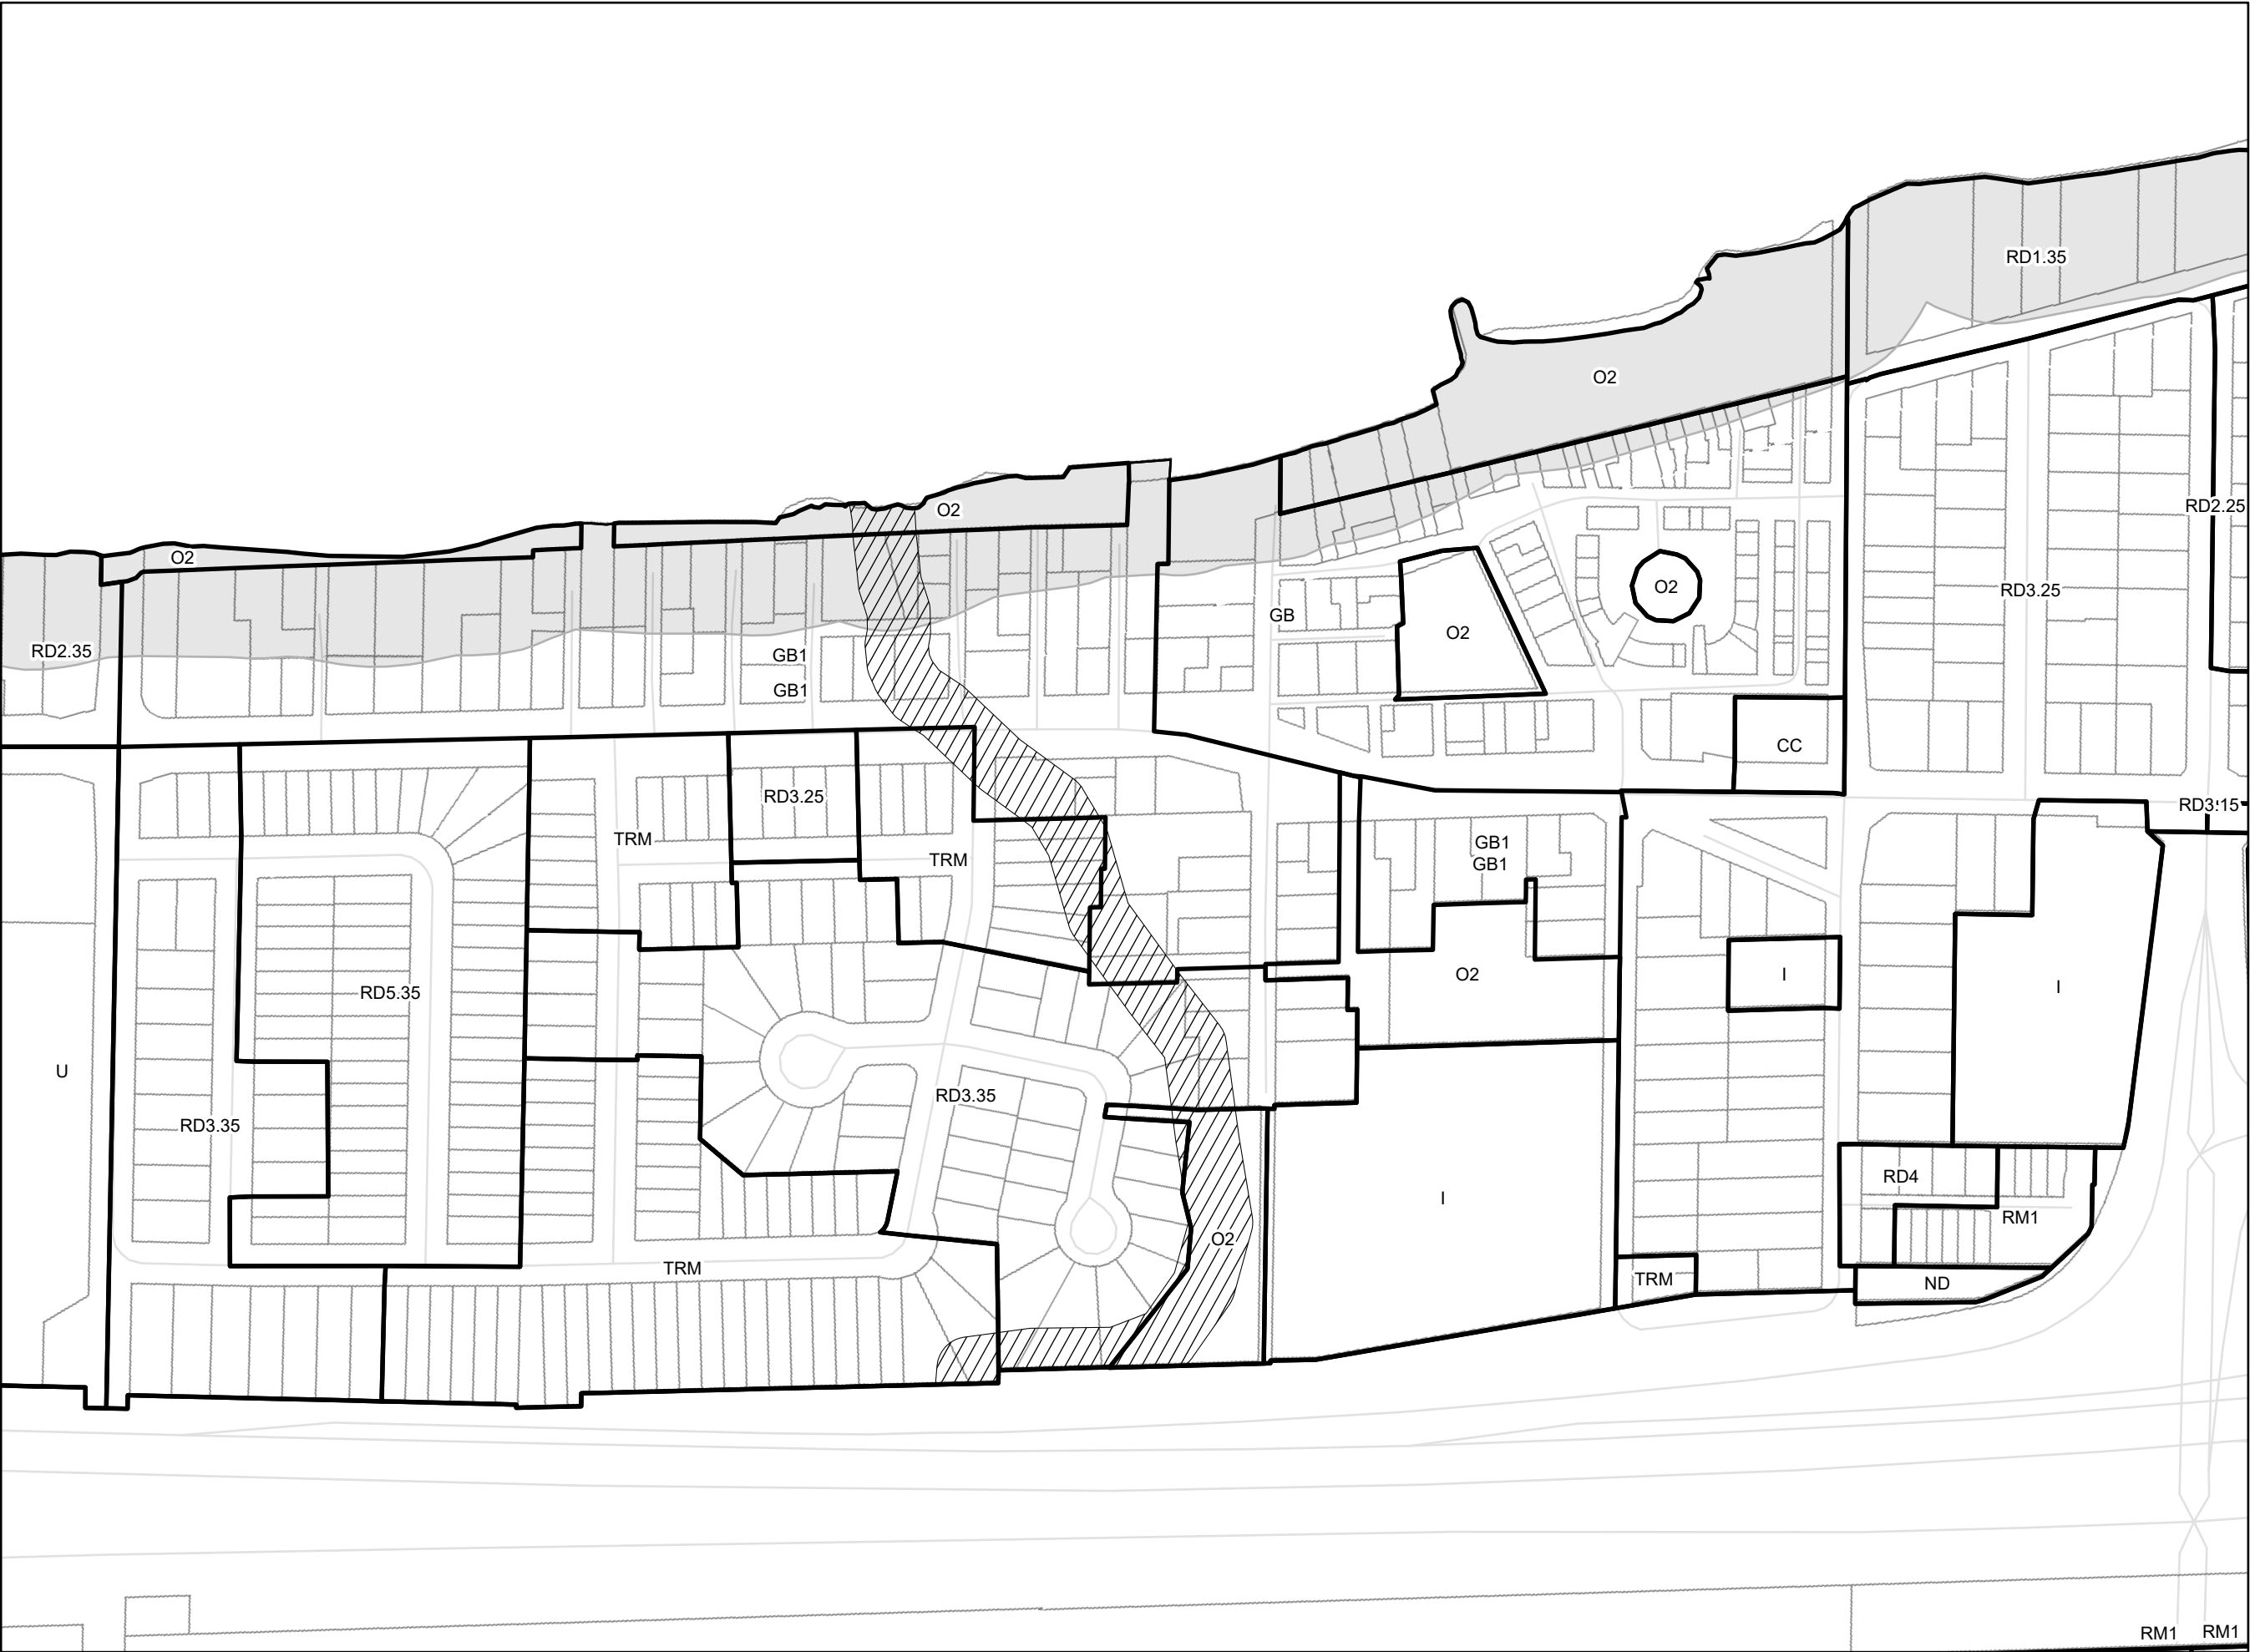 RD1.35
O2
RD2.25
O2
O2
O2
RD3.25
GB
O2
RD2.35
GB1
GB1
CC
RD3.25
RD3.15
TRM
TRM
GB1
GB1
O2
I
I
RD5.35
U
RD3.35
RD3.35
RD4
I
RM1
O2
TRM
TRM
ND
RM1 RM1